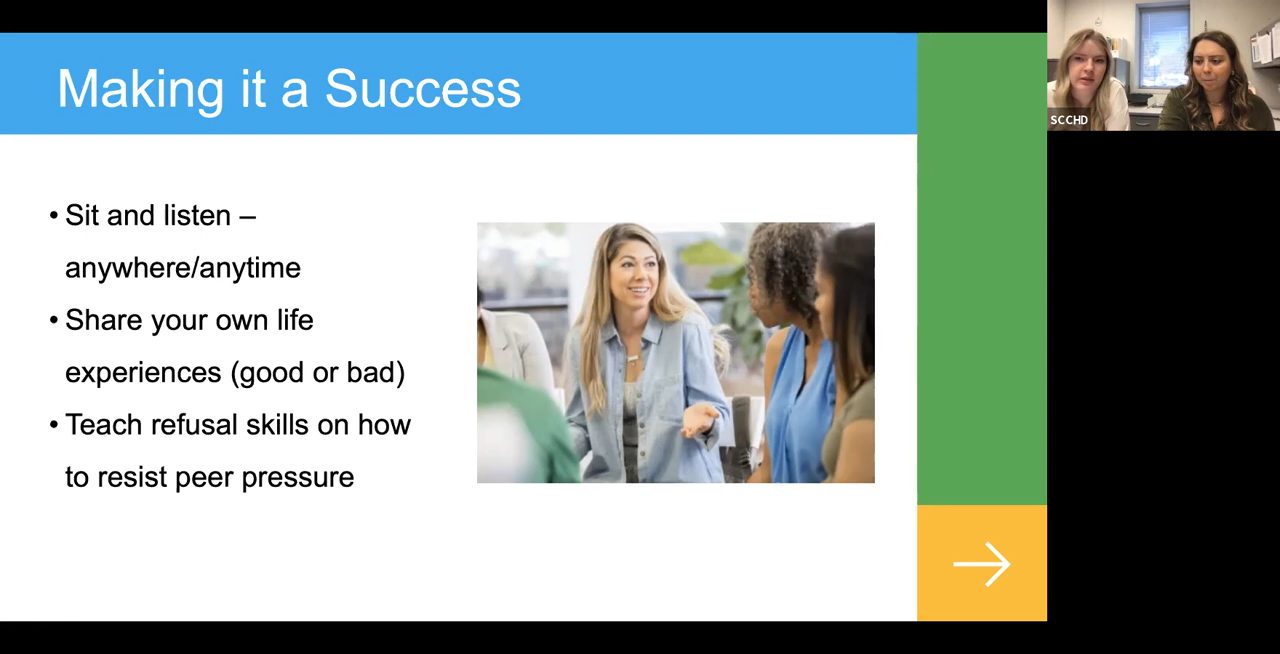 Making it a Success
• Sit and listen –
anywhere/anytime
• Share your own life
experiences (good or bad)
• Teach refusal skills on how
to resist peer pressure
SCCHD